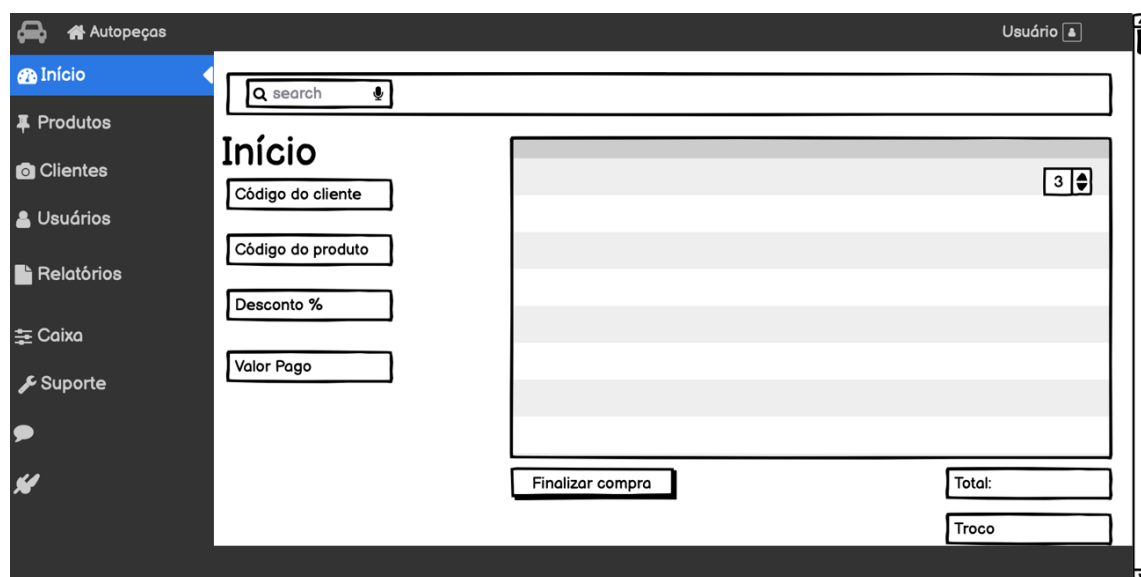 Autopeças
Usuário
Início
Produtos
Clientes
Usuários
Relatórios
Caixa
Suporte
search
Início
Código do cliente
Código do produto
Desconto %
Valor Pago
3
Finalizar compra
Total:
Troco